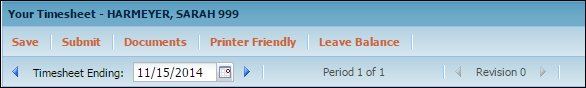 Your Timesheet - HARMEYER, SARAH 999
Save Submit Documents Printer Friendly Leave Balance
Timesheet Ending: 11/15/2014 Period 1 of 1 Revision 0